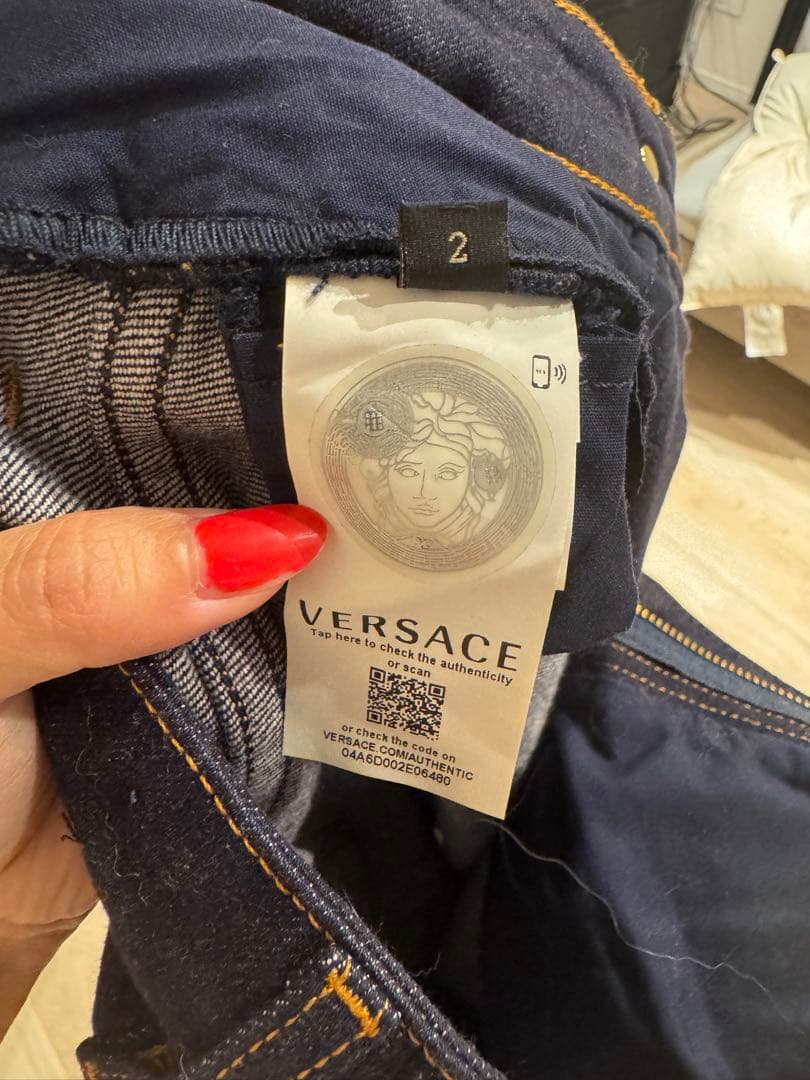 2
VERSACE
Tap here to check the authenticity
or scan
or check the code on
VERSACE.COM/AUTHENTIC
04A6D002E06480